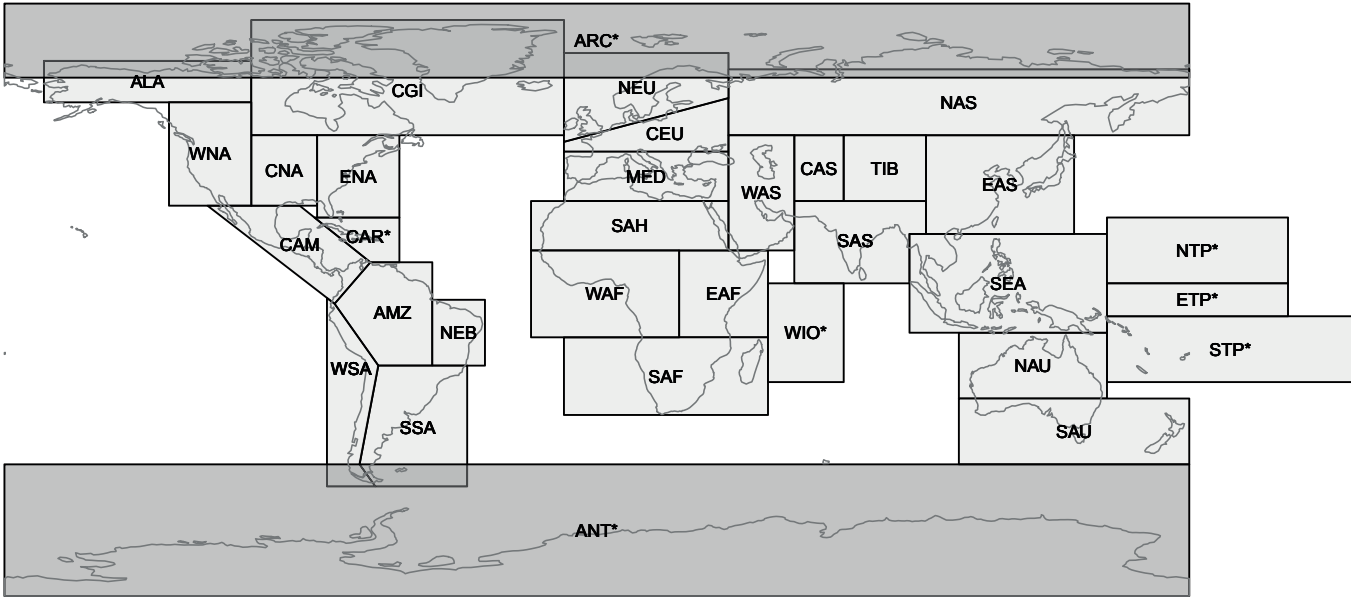 ARC*
ALA
CGI
NEU
NAS
CEU
WNA
CNA
ENA
MED
WAS
CAS
TIB
EAS
SAH
CAR*
CAM
SAS
NTP*
WAF
EAF
SEA
ETP*
AMZ
NEB
WIO*
STP*
WSA
SAF
NAU
SSA
SAU
ANT*